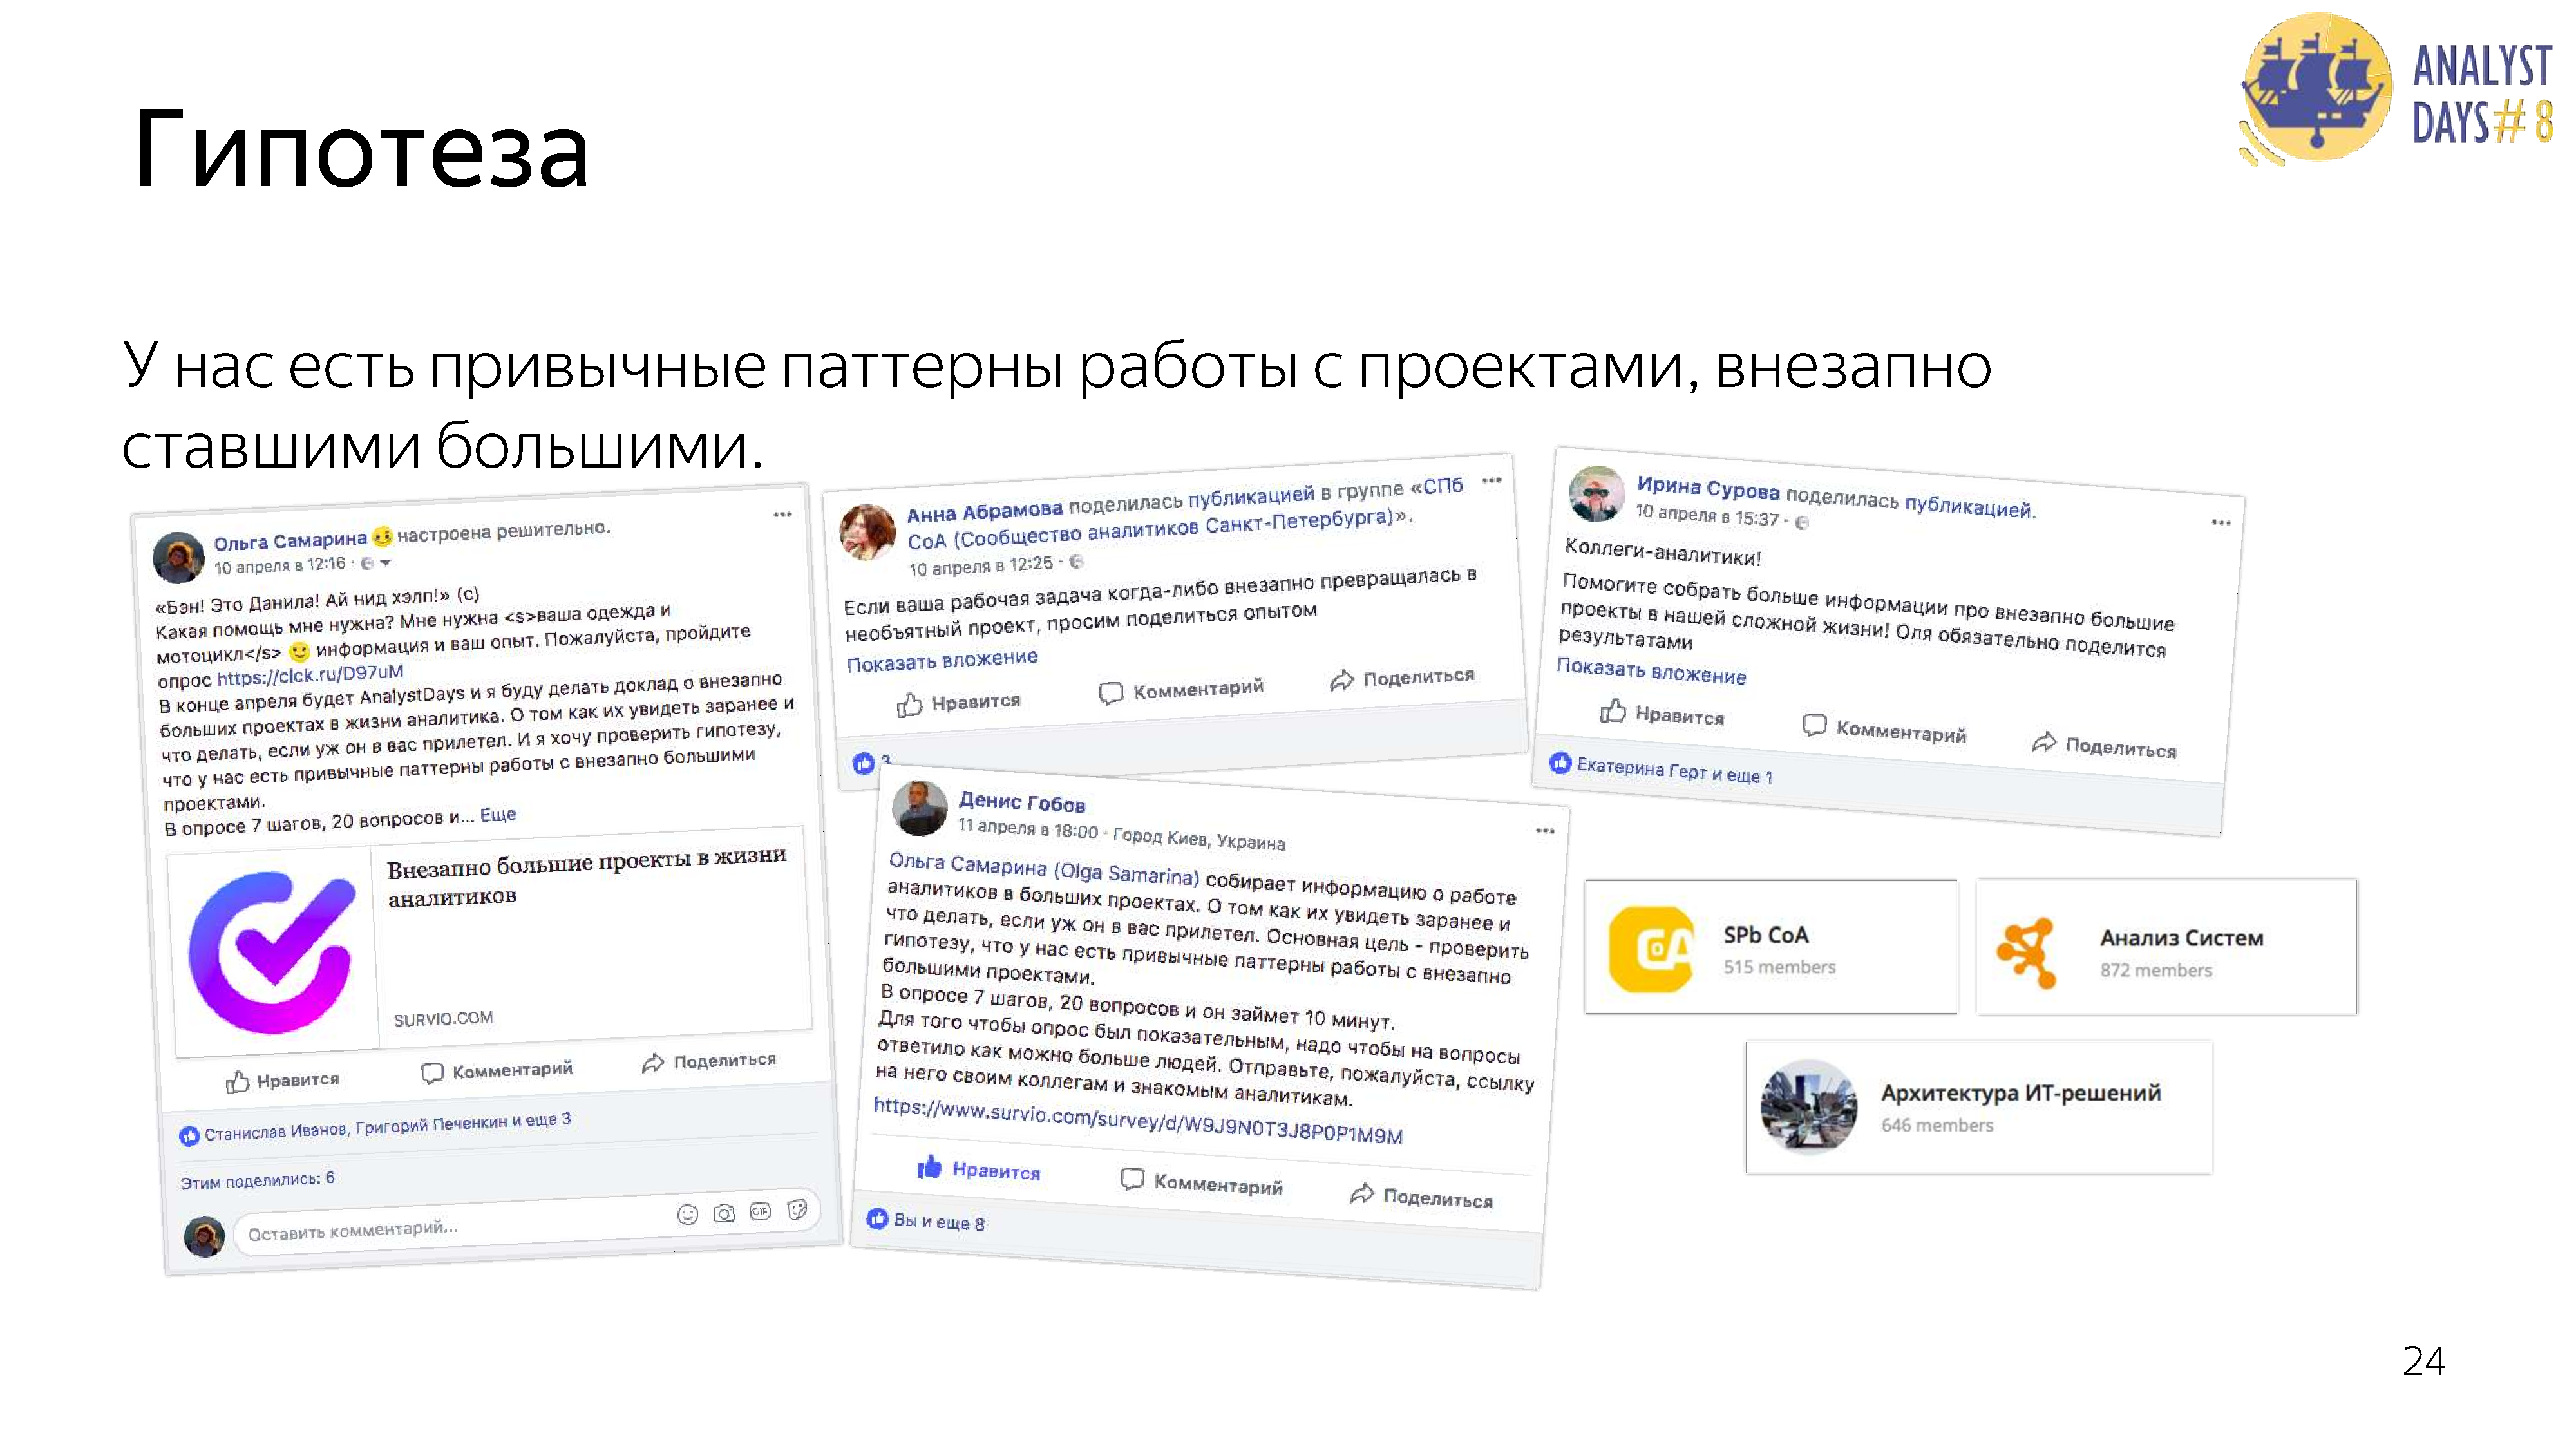 ANALYST
DAYS#8
Гипотеза
У нас есть привычные паттерны работы с проектами, внезапно
ставшими большими.
Ольга Самарина настроена решительно.
10 апреля в 12:16 ·
«Бэн! Это Данила! Ай нид хэлп!» (с)
Какая помощь мне нужна? Мне нужна <s>ваша одежда и
мотоцикл</s> информация и ваш опыт. Пожалуйста, пройдите
опрос https://clck.ru/D97uM
В конце апреля будет AnalystDays и я буду делать доклад о внезапно
больших проектах в жизни аналитика. О том как их увидеть заранее и
что делать, если уж он в вас прилетел. И я хочу проверить гипотезу,
что у нас есть привычные паттерны работы с внезапно большими
проектами.
В опросе 7 шагов, 20 вопросов и... Еще
Внезапно большие проекты в жизни
аналитиков
SURVIO.COM
Нравится Комментарий Поделиться
Станислав Иванов, Григорий Печенкин и еще 3
Этим поделились: 6
Оставить комментарий...
GIF
Анна Абрамова поделилась публикацией в группе «СПб
CoA (Сообщество аналитиков Санкт-Петербурга)».
10 апреля в 12:25 ·
Если ваша рабочая задача когда-либо внезапно превращалась в
необъятный проект, просим поделиться опытом
Показать вложение
Нравится Комментарий Поделиться
Ирина Сурова поделилась публикацией.
10 апреля в 15:37 ·
Коллеги-аналитики!
Помогите собрать больше информации про внезапно большие
проекты в нашей сложной жизни! Оля обязательно поделится
результатами
Показать вложение
Нравится Комментарий Поделиться
Екатерина Герт и еще 1
Денис Гобов
11 апреля в 18:00 · Город Киев, Украина
Ольга Самарина (Olga Samarina) собирает информацию о работе
аналитиков в больших проектах. О том как их увидеть заранее и
что делать, если уж он в вас прилетел. Основная цель - проверить
гипотезу, что у нас есть привычные паттерны работы с внезапно
большими проектами.
В опросе 7 шагов, 20 вопросов и он займет 10 минут.
Для того чтобы опрос был показательным, надо чтобы на вопросы
ответило как можно больше людей. Отправьте, пожалуйста, ссылку
на него своим коллегам и знакомым аналитикам.
https://www.survio.com/survey/d/W9J9N0T3J8P0P1M9M
Нравится Комментарий Поделиться
Вы и еще 8
CoA
SPb CoA
515 members
Анализ Систем
872 members
Архитектура ИТ-решений
646 members
24